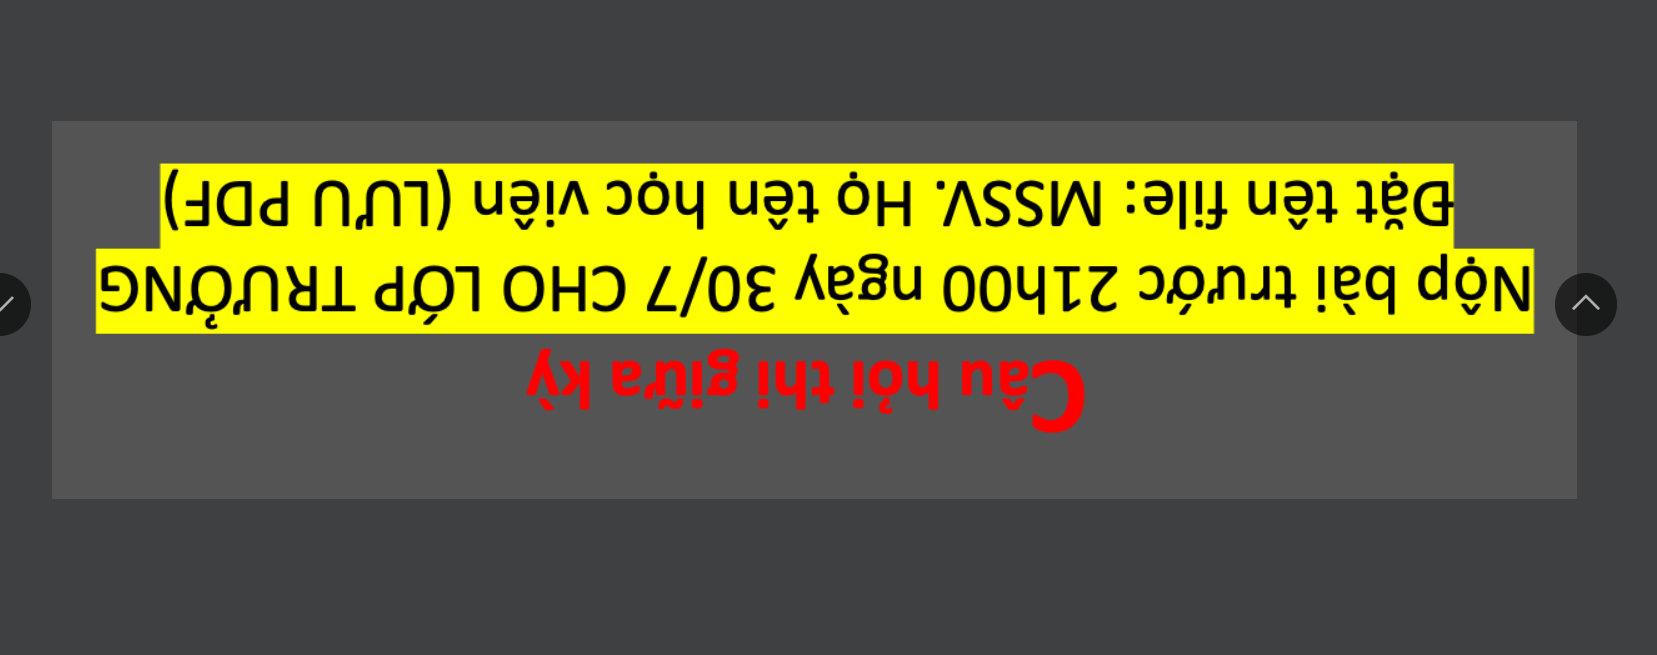 Câu hỏi thi giữa kỳ
Nộp bài trước 21h00 ngày 30/7 CHO LỚP TRƯỞNG
Đặt tên file: MSSV. Họ tên học viên (LƯU PDF)